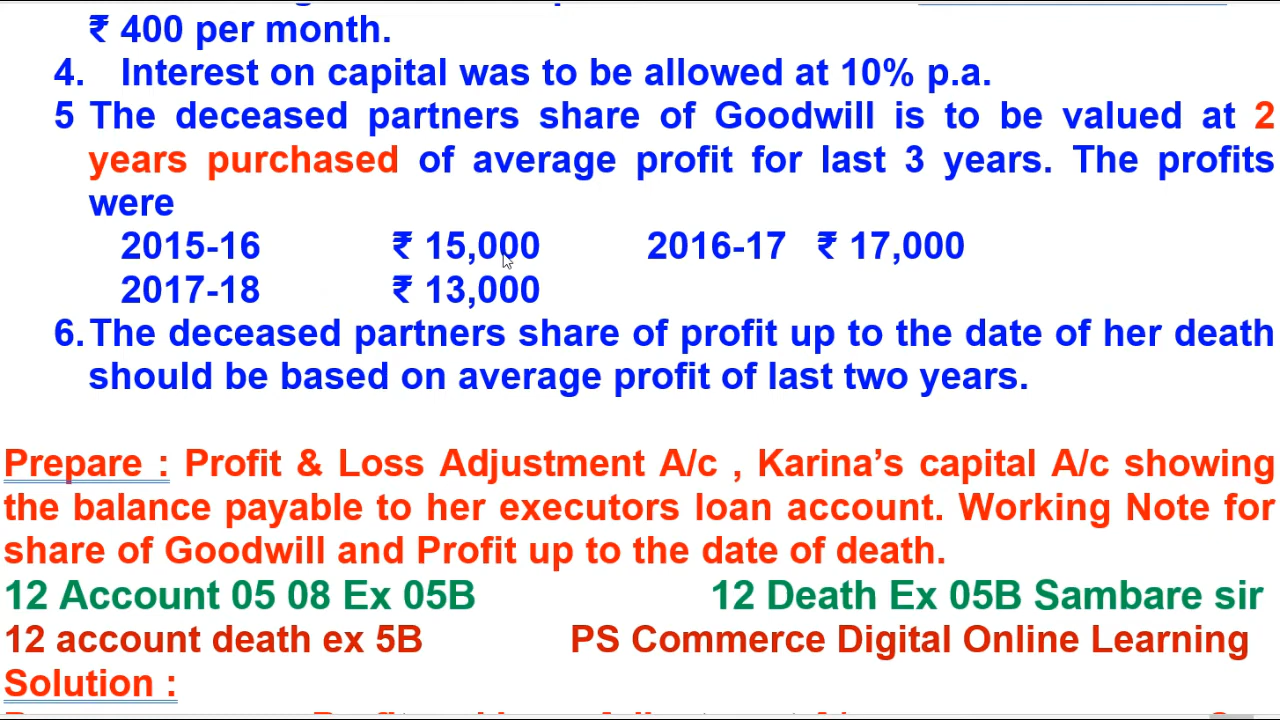 ₹ 400 per month.
4. Interest on capital was to be allowed at 10% p.a.
5 The deceased partners share of Goodwill is to be valued at 2
years purchased of average profit for last 3 years. The profits
were
2015-16 ₹ 15,000 2016-17 ₹ 17,000
2017-18 ₹ 13,000
6. The deceased partners share of profit up to the date of her death
should be based on average profit of last two years.
Prepare : Profit & Loss Adjustment A/c , Karina’s capital A/c showing
the balance payable to her executors loan account. Working Note for
share of Goodwill and Profit up to the date of death.
12 Account 05 08 Ex 05B 12 Death Ex 05B Sambare sir
12 account death ex 5B PS Commerce Digital Online Learning
Solution :